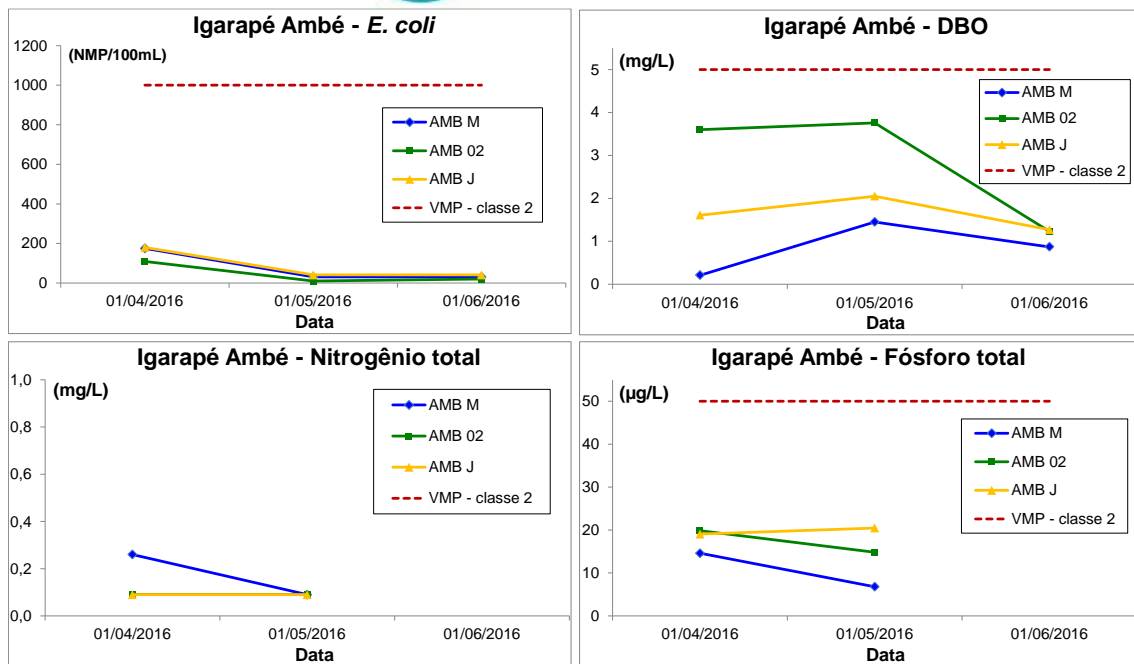 Igarapé Ambé - E. coli
(NMP/100mL)
1200
1000
800
600
400
200
0
AMB M
AMB 02
AMB J
VMP - classe 2
01/04/2016 01/05/2016 01/06/2016
Data
Igarapé Ambé - DBO
(mg/L)
5
4
3
2
1
0
AMB M
AMB 02
AMB J
VMP - classe 2
01/04/2016 01/05/2016 01/06/2016
Data
Igarapé Ambé - Nitrogênio total
(mg/L)
1,0
0,8
0,6
0,4
0,2
0,0
AMB M
AMB 02
AMB J
VMP - classe 2
01/04/2016 01/05/2016 01/06/2016
Data
Igarapé Ambé - Fósforo total
(µg/L)
50
40
30
20
10
0
AMB M
AMB 02
AMB J
VMP - classe 2
01/04/2016 01/05/2016 01/06/2016
Data